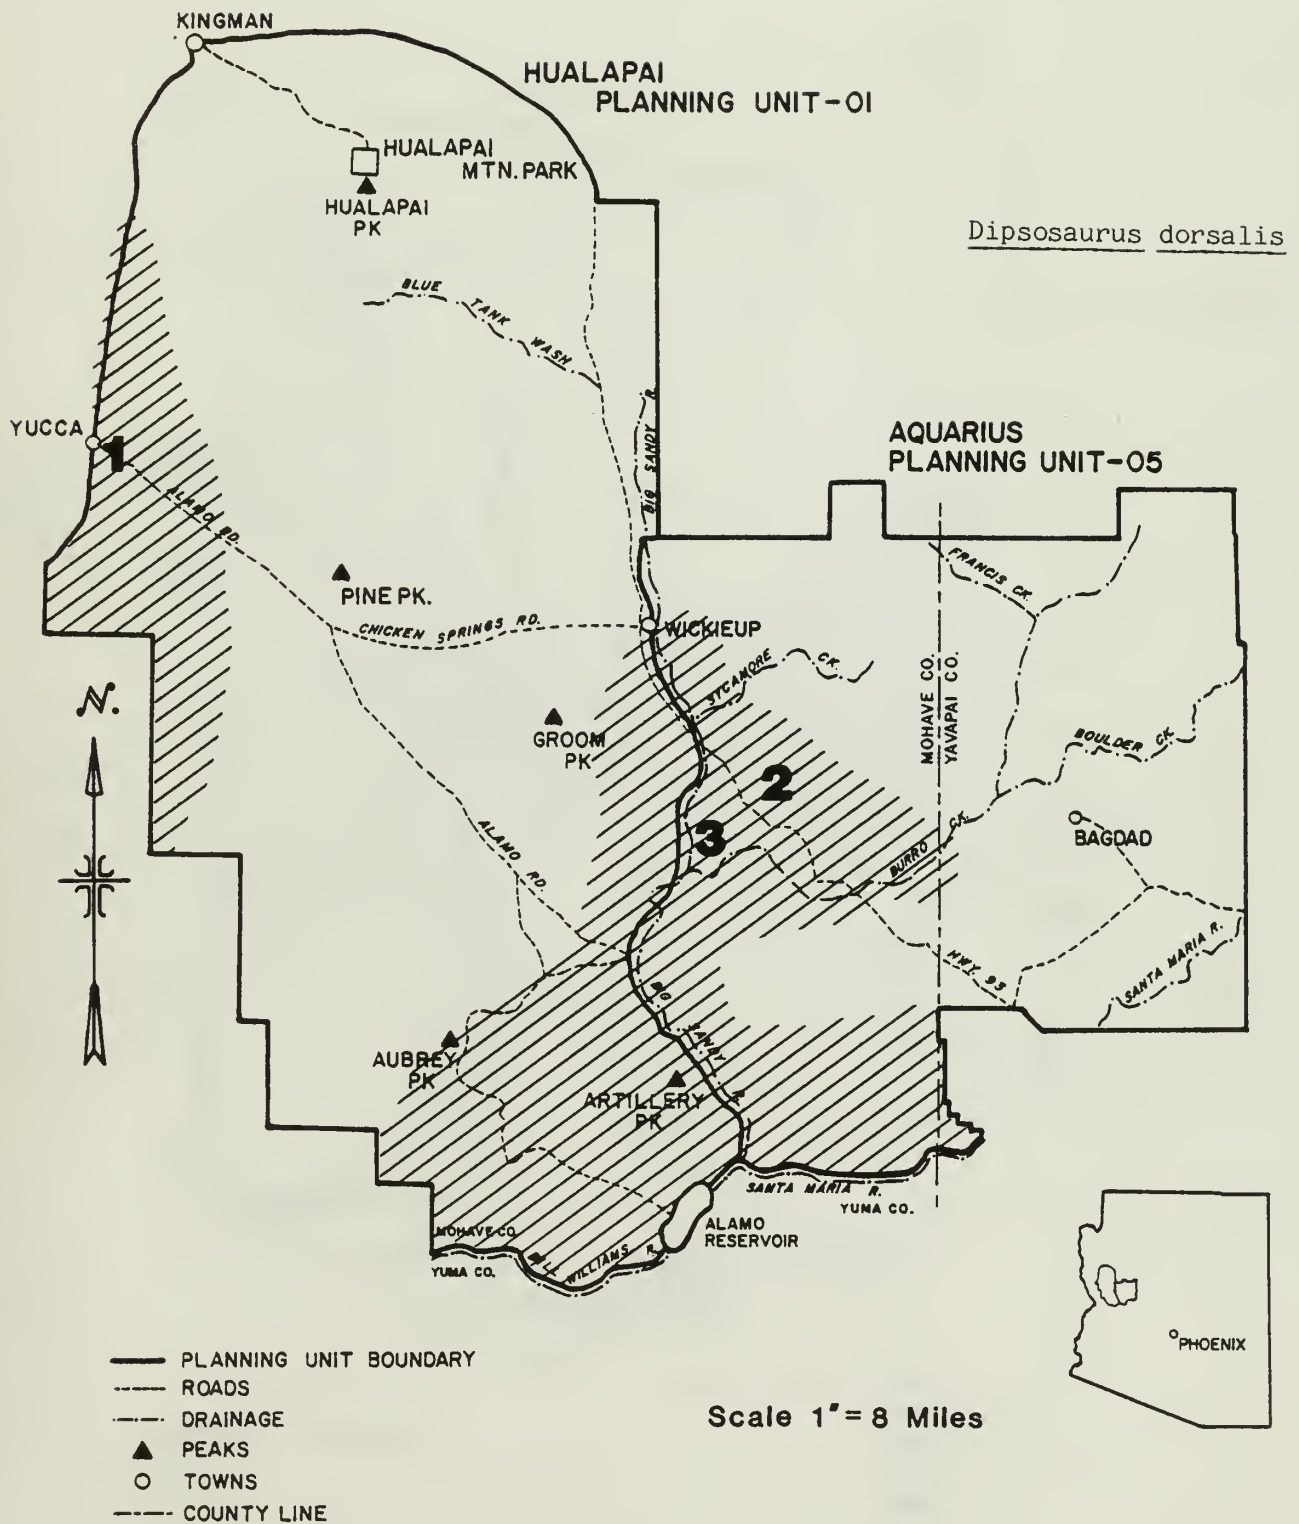 KINGMAN
HUALAPAI
PLANNING UNIT-01
HUALAPAI
MTN. PARK
HUALAPAI
PK
Dipsosaurus dorsalis
BLUE TANK WASH
BIG SANDY R.
YUCCA
1
AQUARIUS
PLANNING UNIT-05
ALAMO RD.
FRANCIS CK.
PINE PK.
CHICKEN SPRINGS RD.
WICKIEUP
SYCAMORE CK.
MOHAVE CO.
YAVAPAI CO.
N.
GROOM
PK
BOULDER CK.
2
3
BAGDAD
ALAMO RD.
BURRO CK.
HWY. 93
SANTA MARIA R.
BIG SANDY R.
AUBREY
PK
ARTILLERY
PK
SANTA MARIA R.
YUMA CO.
ALAMO
RESERVOIR
MOHAVE CO.
YUMA CO.
BILL WILLIAMS R.
PHOENIX
PLANNING UNIT BOUNDARY
ROADS
DRAINAGE
PEAKS
TOWNS
COUNTY LINE
Scale 1"= 8 Miles